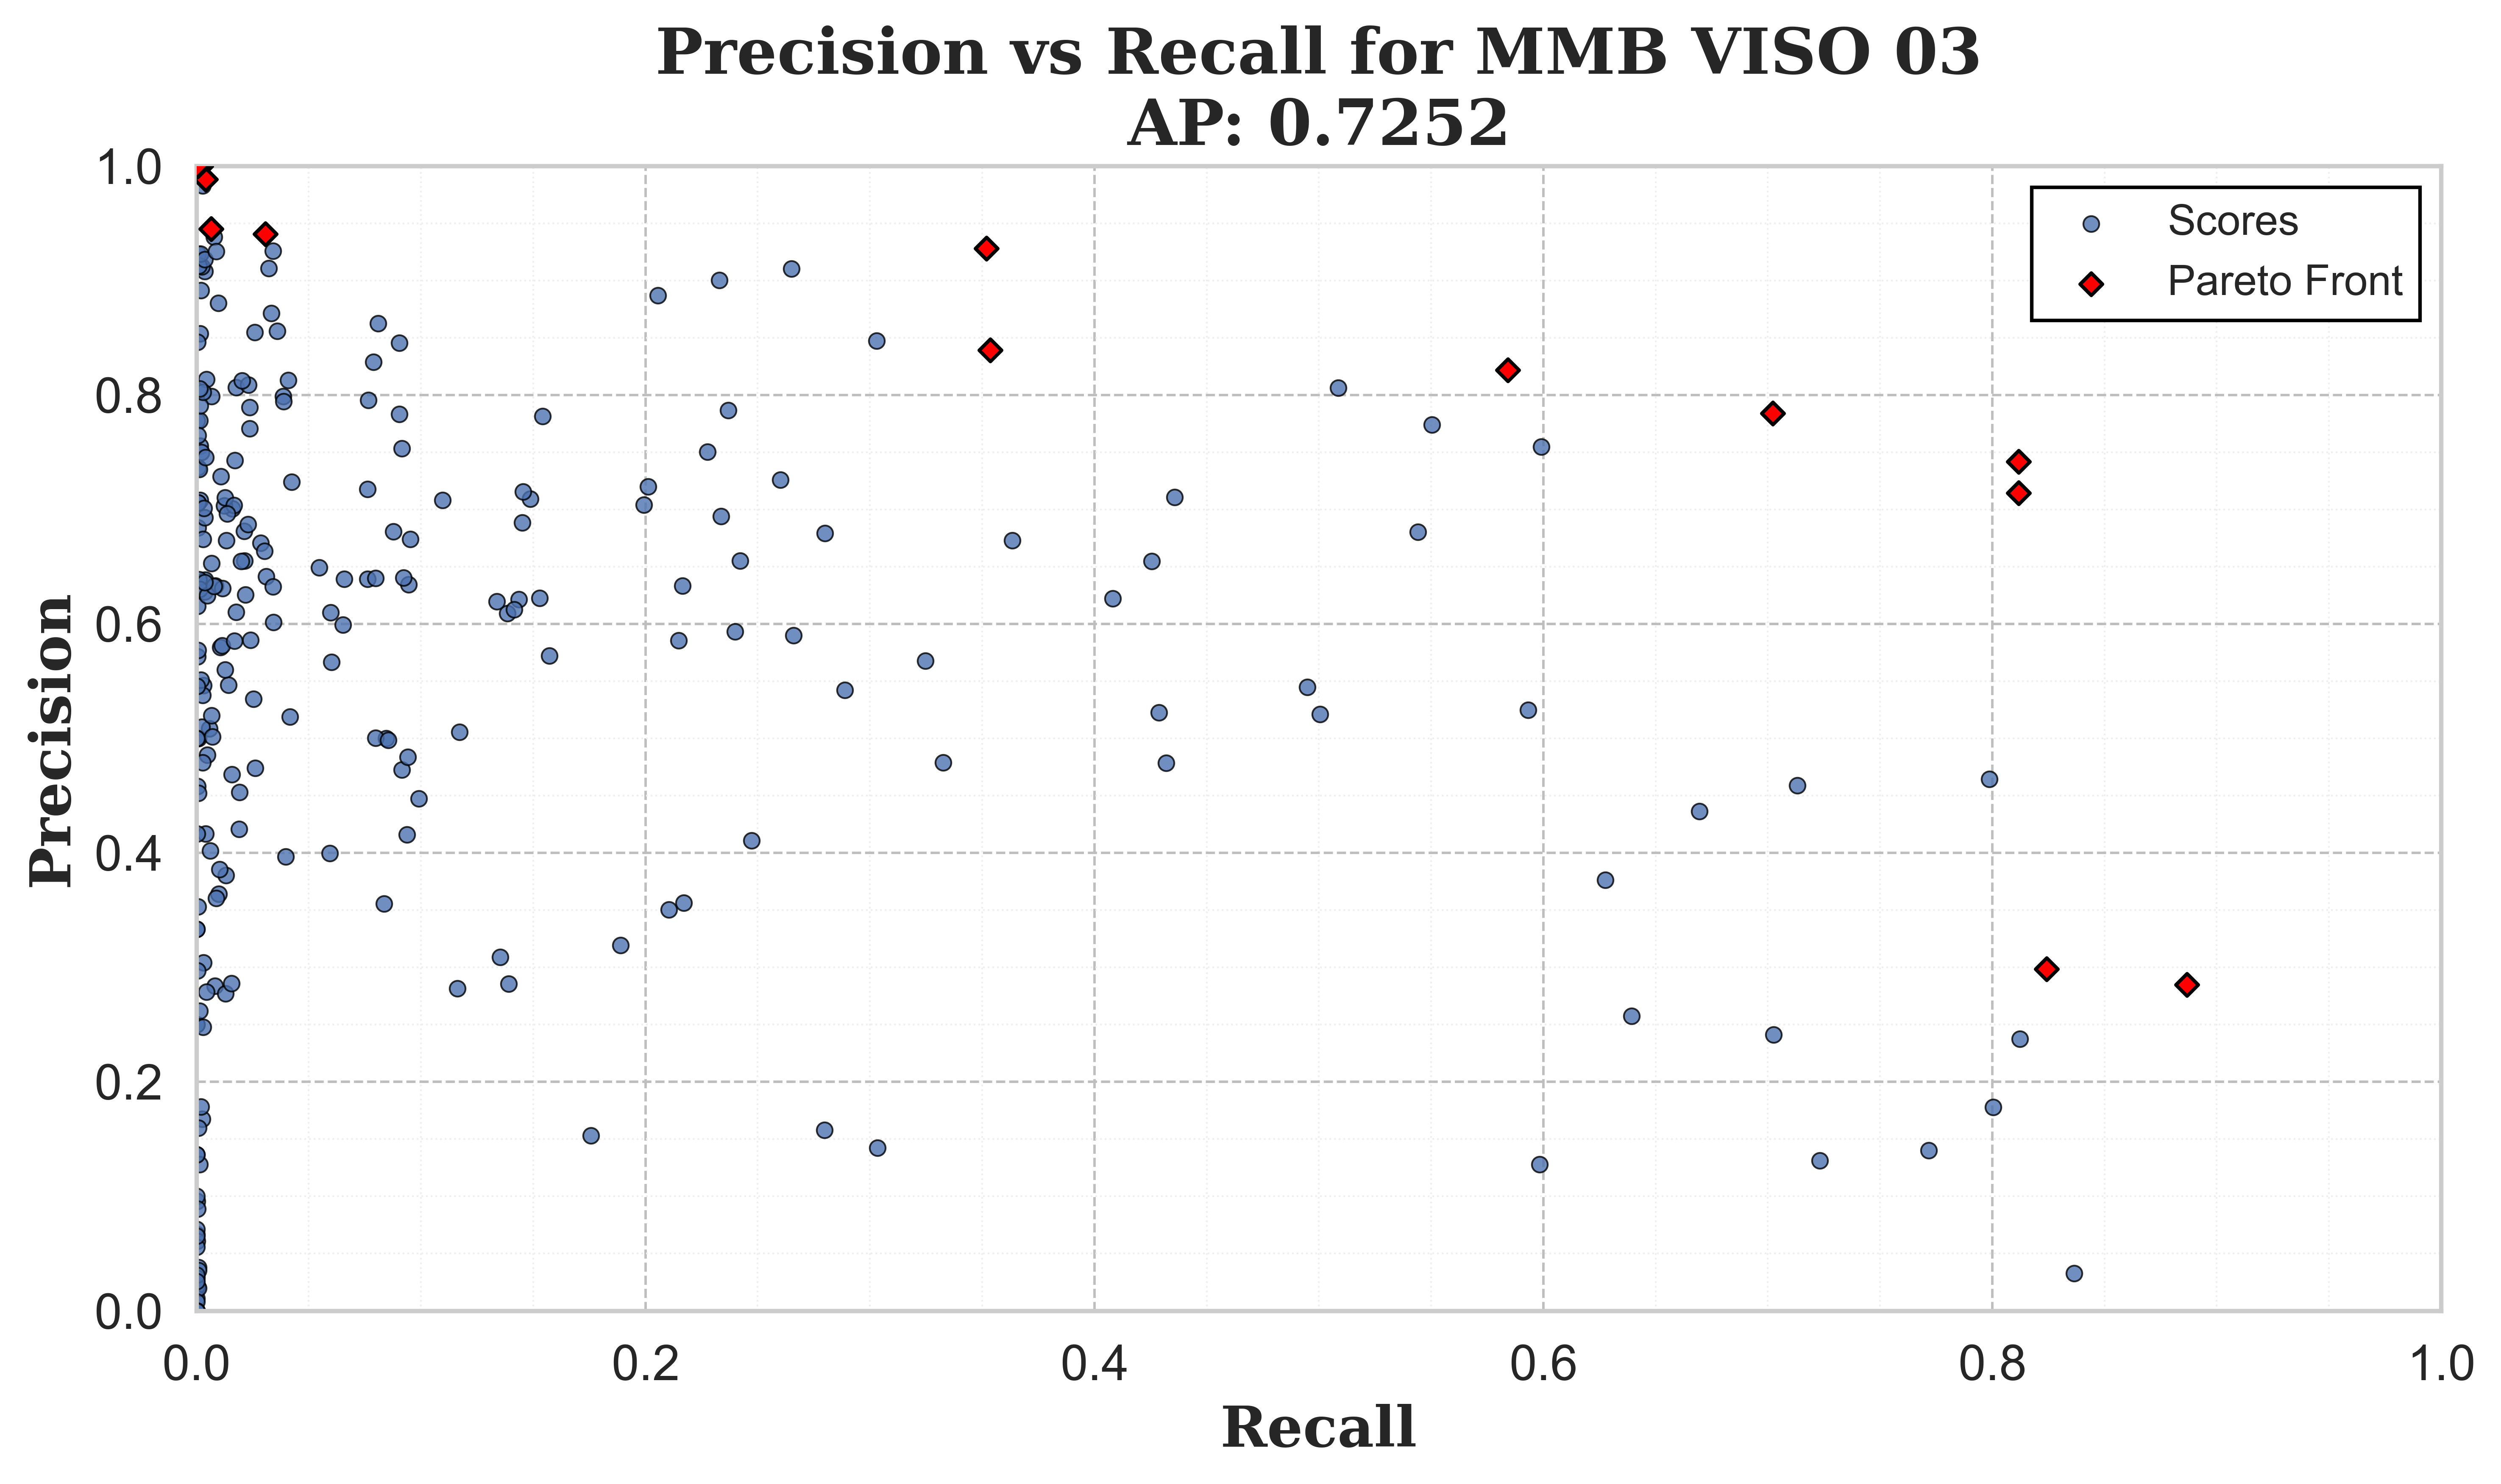 Precision vs Recall for MMB VISO 03
AP: 0.7252
Scores
Pareto Front
Precision
1.0
0.8
0.6
0.4
0.2
0.0
0.0 0.2 0.4 0.6 0.8 1.0
Recall